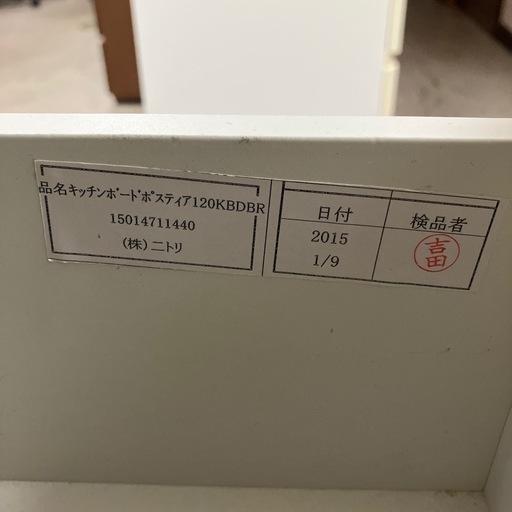 品名キッチンボードポスティア120KBDBR
15014711440
(株)ニトリ
日付 検品者
2015
1/9
吉田